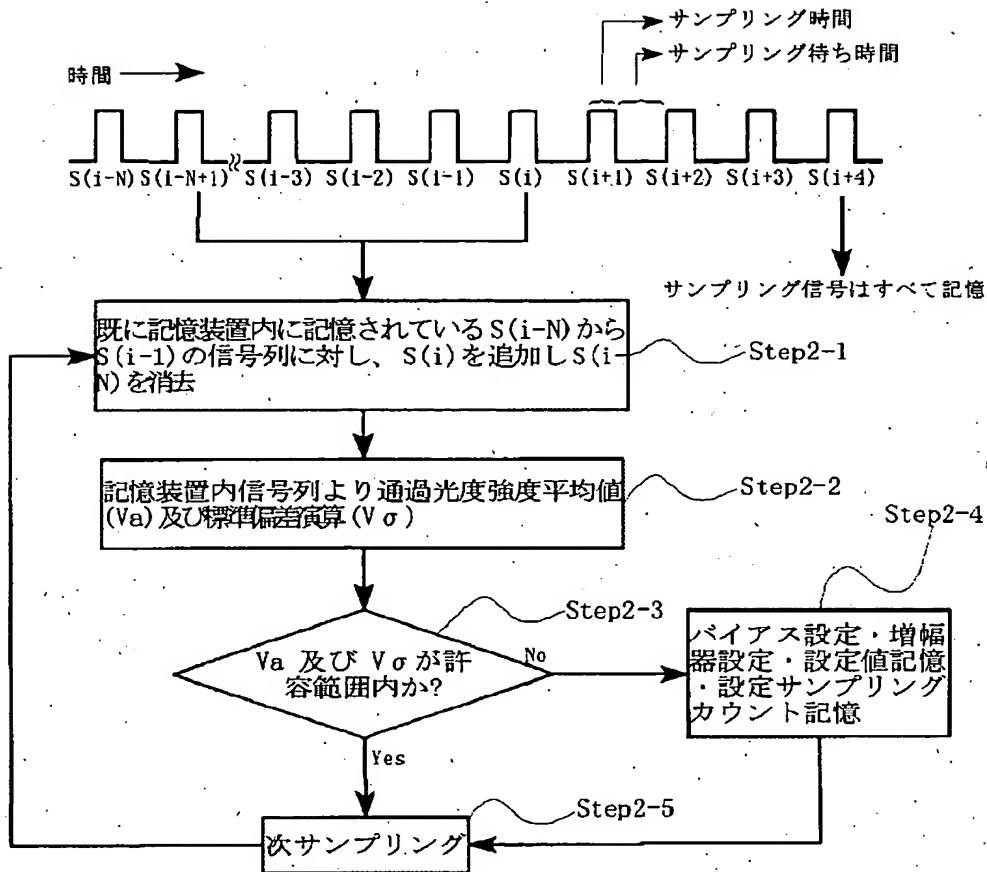 サンプリング時間
サンプリング待ち時間
時間
S(i-N) S(i-N+1) S(i-3) S(i-2) S(i-1) S(i) S(i+1) S(i+2) S(i+3) S(i+4)
サンプリング信号はすべて記憶
既に記憶装置内に記憶されているS(i-N)から
S(i-1)の信号列に対し、S(i)を追加しS(i-
N)を消去
Step2-1
記憶装置内信号列より通過光度強度平均値
(Va)及び標準偏差演算(Vσ)
Step2-2
Step2-4
Step2-3
Va 及び Vσが許
容範囲内か?
No
バイアス設定・増幅
器設定・設定値記憶
・設定サンプリング
カウント記憶
Yes
Step2-5
次サンプリング